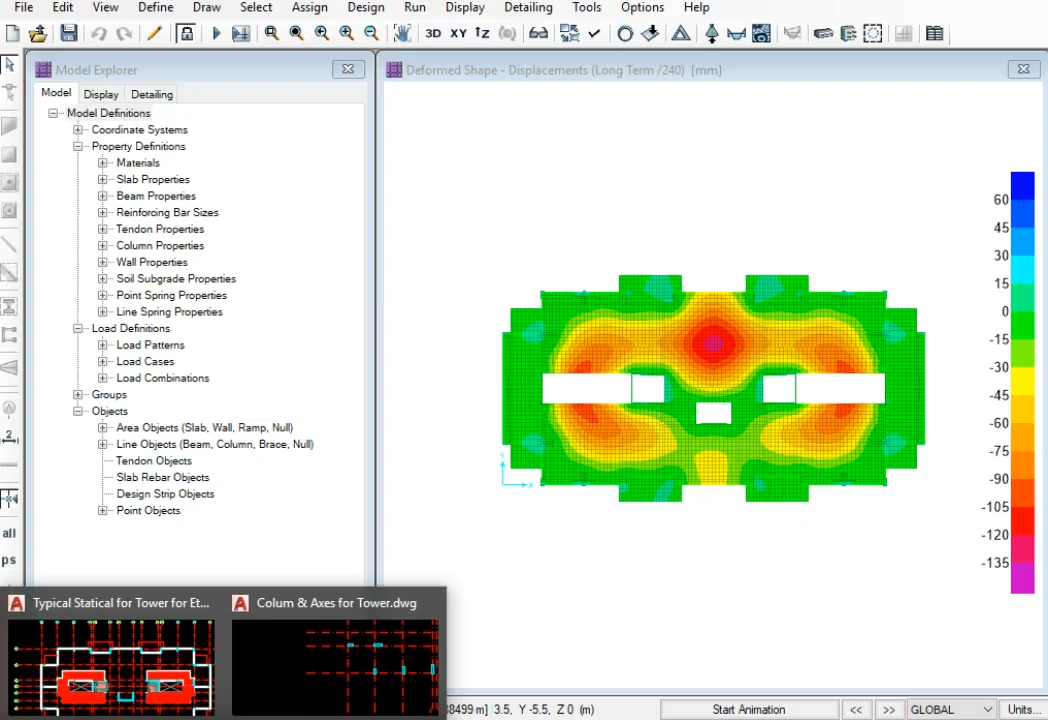 File Edit View Define Draw Select Assign Design Run Display Detailing Tools Options Help
3D XY
Model Explorer
Deformed Shape - Displacements (Long Term /240) [mm]
Model Display Detailing
Model Definitions
Coordinate Systems
Property Definitions
Materials
Slab Properties
Beam Properties
Reinforcing Bar Sizes
Tendon Properties
Column Properties
Wall Properties
Soil Subgrade Properties
Point Spring Properties
Line Spring Properties
Load Definitions
Load Patterns
Load Cases
Load Combinations
Groups
Objects
Area Objects (Slab, Wall, Ramp, Null)
Line Objects (Beam, Column, Brace, Null)
Tendon Objects
Slab Rebar Objects
Design Strip Objects
Point Objects
all
ps
60
45
30
15
0
-15
-30
-45
-60
-75
-90
-105
-120
-135
Y
X
Typical Statical for Tower for Et...
Colum & Axes for Tower.dwg
38499 m] 3.5, Y -5.5, Z 0 (m)
Start Animation
<<
>>
GLOBAL
Units...